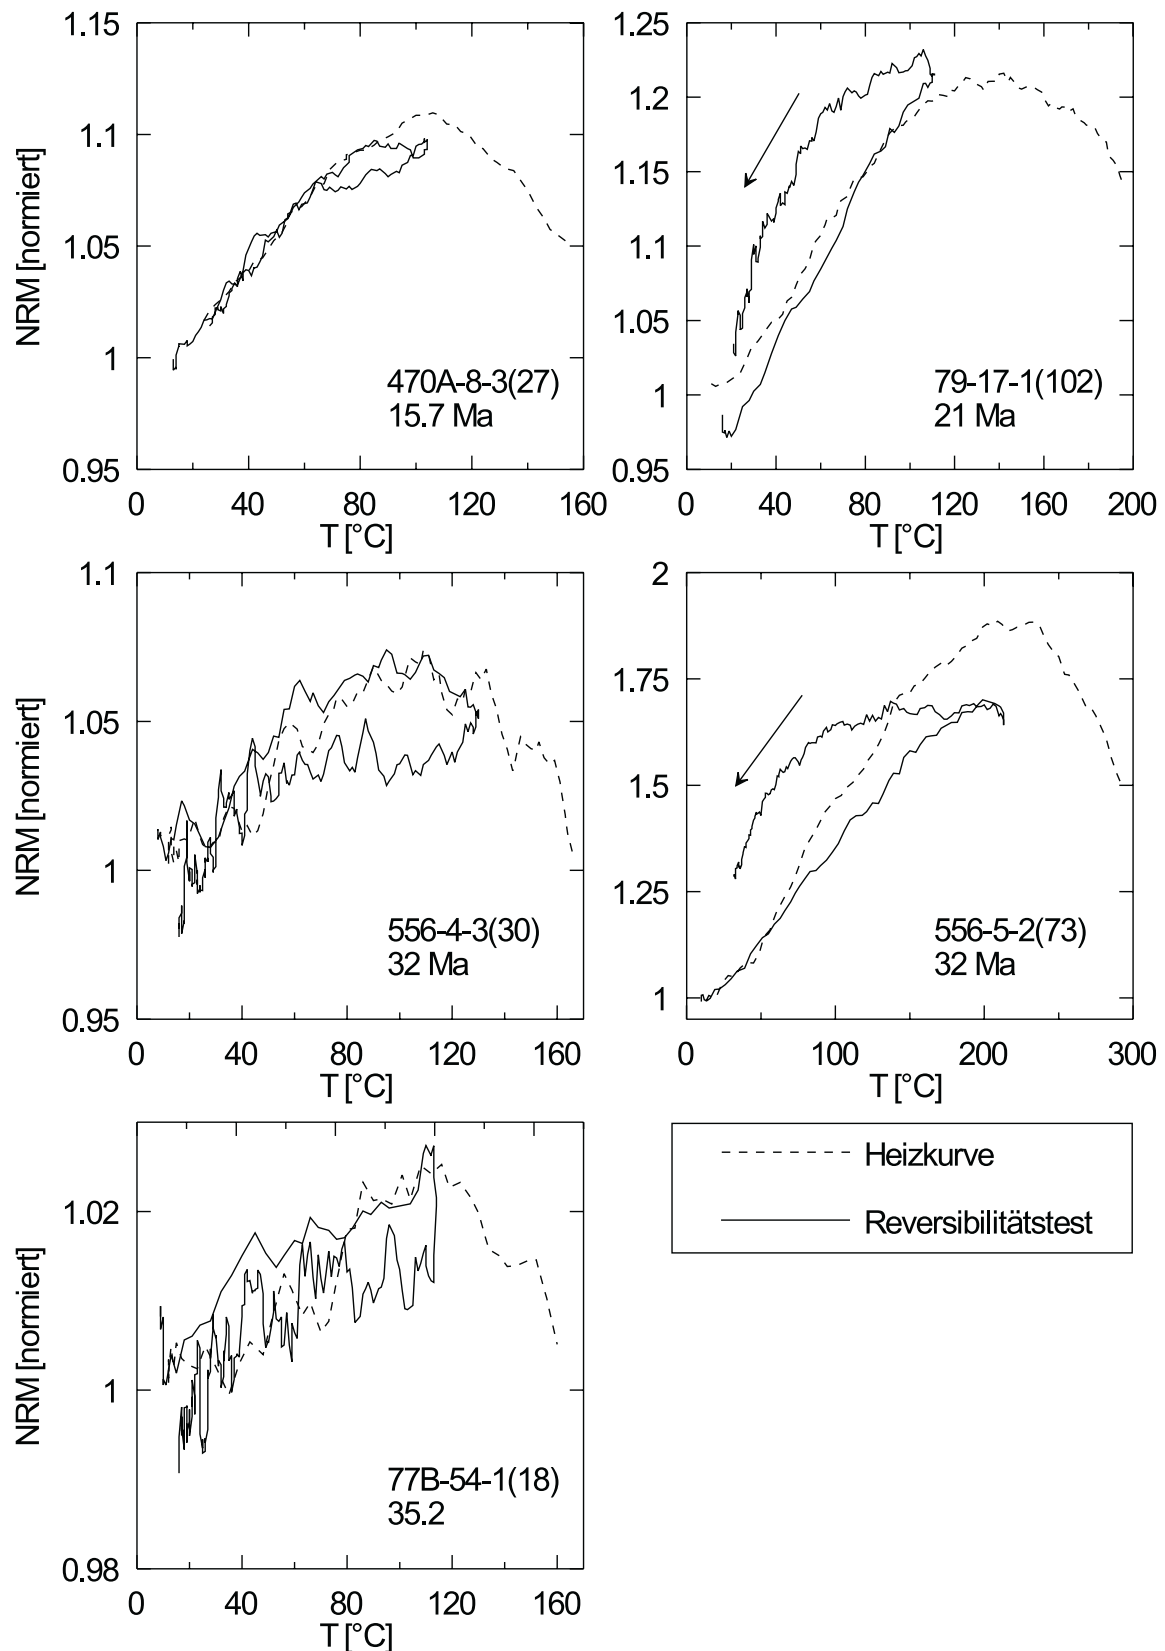 1.15
1.1
1.05
1
0.95
NRM [normiert]
0 40 80 120 160
T [°C]
470A-8-3(27)
15.7 Ma
1.25
1.2
1.15
1.1
1.05
1
0.95
0 40 80 120 160 200
T [°C]
79-17-1(102)
21 Ma
1.1
1.05
1
0.95
NRM [normiert]
0 40 80 120 160
T [°C]
556-4-3(30)
32 Ma
2
1.75
1.5
1.25
1
0 100 200 300
T [°C]
556-5-2(73)
32 Ma
1.02
1
0.98
NRM [normiert]
0 40 80 120 160
T [°C]
77B-54-1(18)
35.2
Heizkurve
Reversibilitätstest